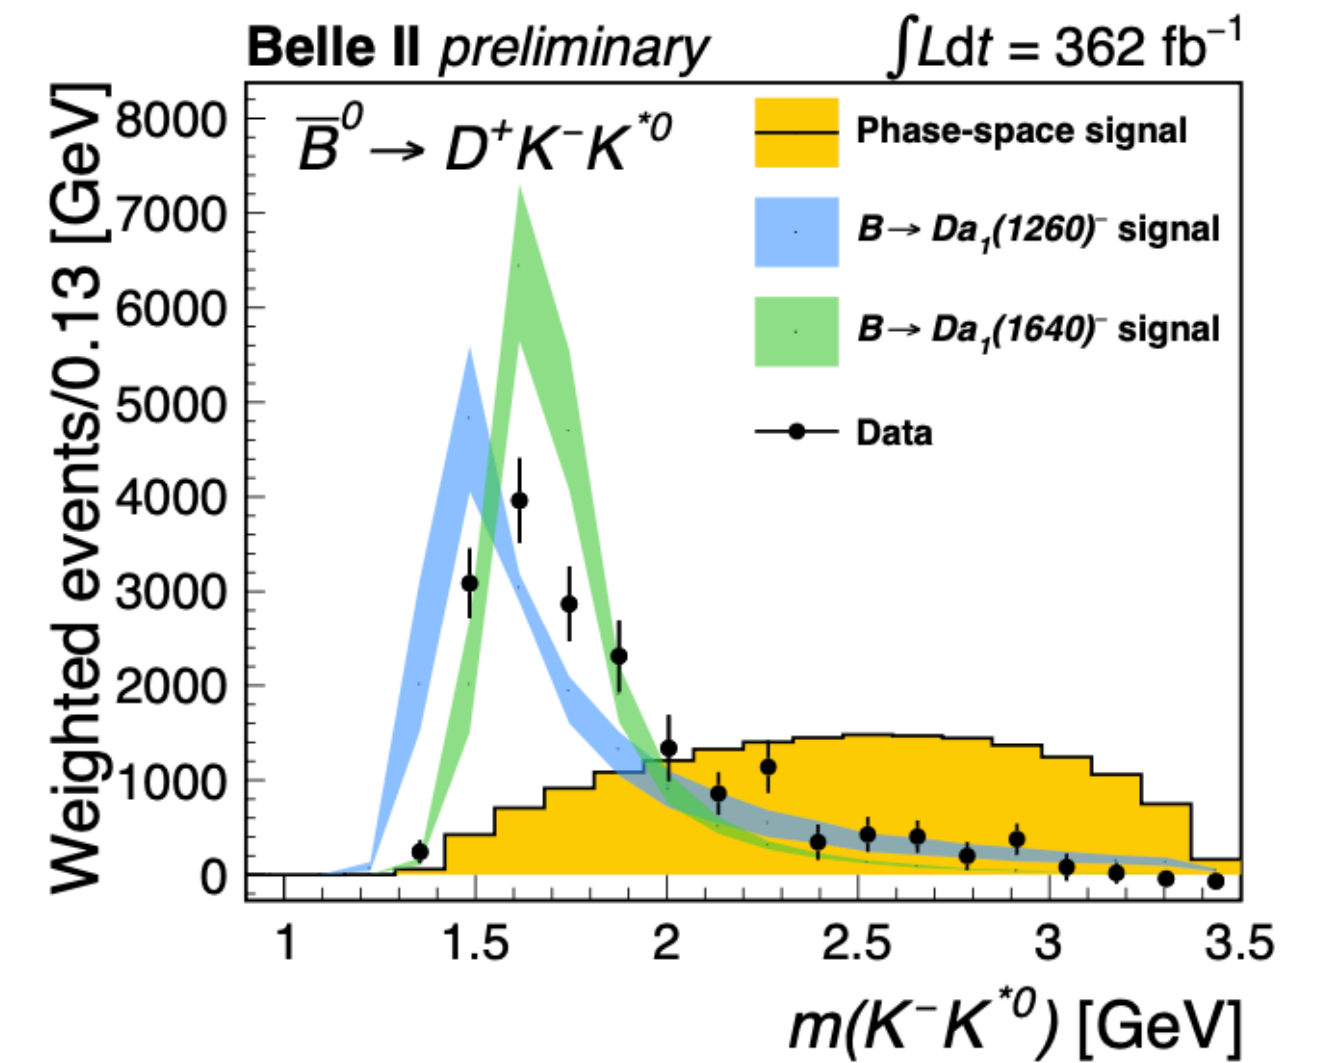 Belle II preliminary ∫Ldt = 362 fb⁻¹
B̅⁰ → D⁺K⁻K*⁰
Phase-space signal
B→ Da₁(1260)⁻ signal
B→ Da₁(1640)⁻ signal
Data
Weighted events/0.13 [GeV]
8000
7000
6000
5000
4000
3000
2000
1000
0
1 1.5 2 2.5 3 3.5
m(K⁻K*⁰) [GeV]